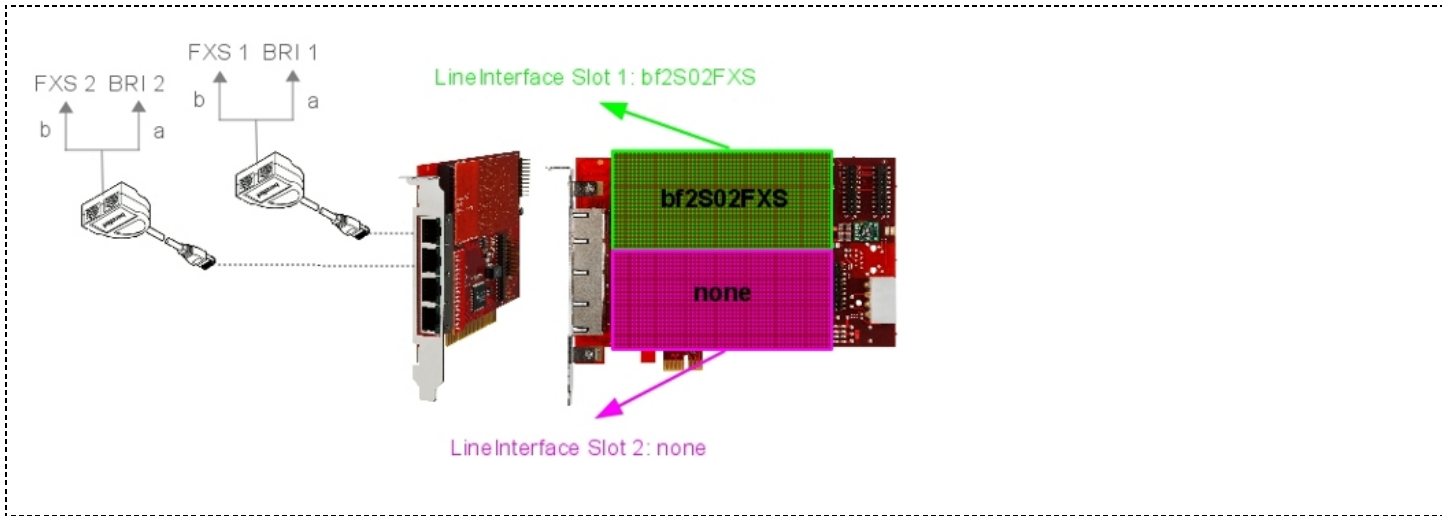 FXS 1 BRI 1
b a
FXS 2 BRI 2
b a
LineInterface Slot 1: bf2S02FXS
bf2S02FXS
none
LineInterface Slot 2: none